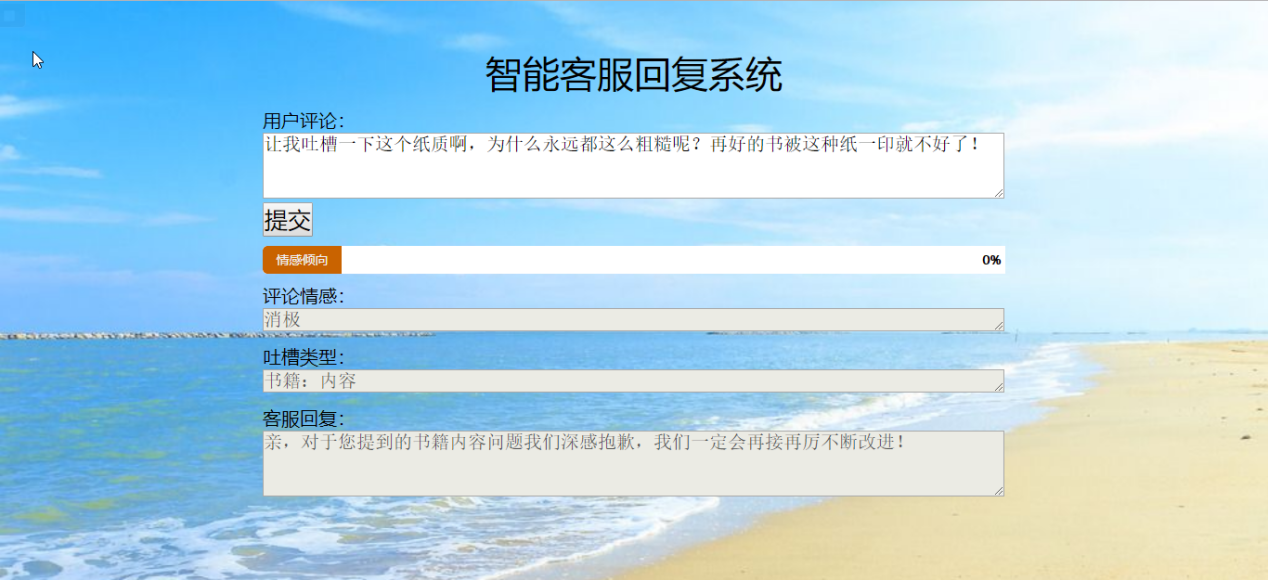 智能客服回复系统
用户评论：
让我吐槽一下这个纸质啊，为什么永远都这么粗糙呢？再好的书被这种纸一印就不好了！
提交
情感倾向 0%
评论情感：
消极
吐槽类型：
书籍：内容
客服回复：
亲，对于您提到的书籍内容问题我们深感抱歉，我们一定会再接再厉不断改进！